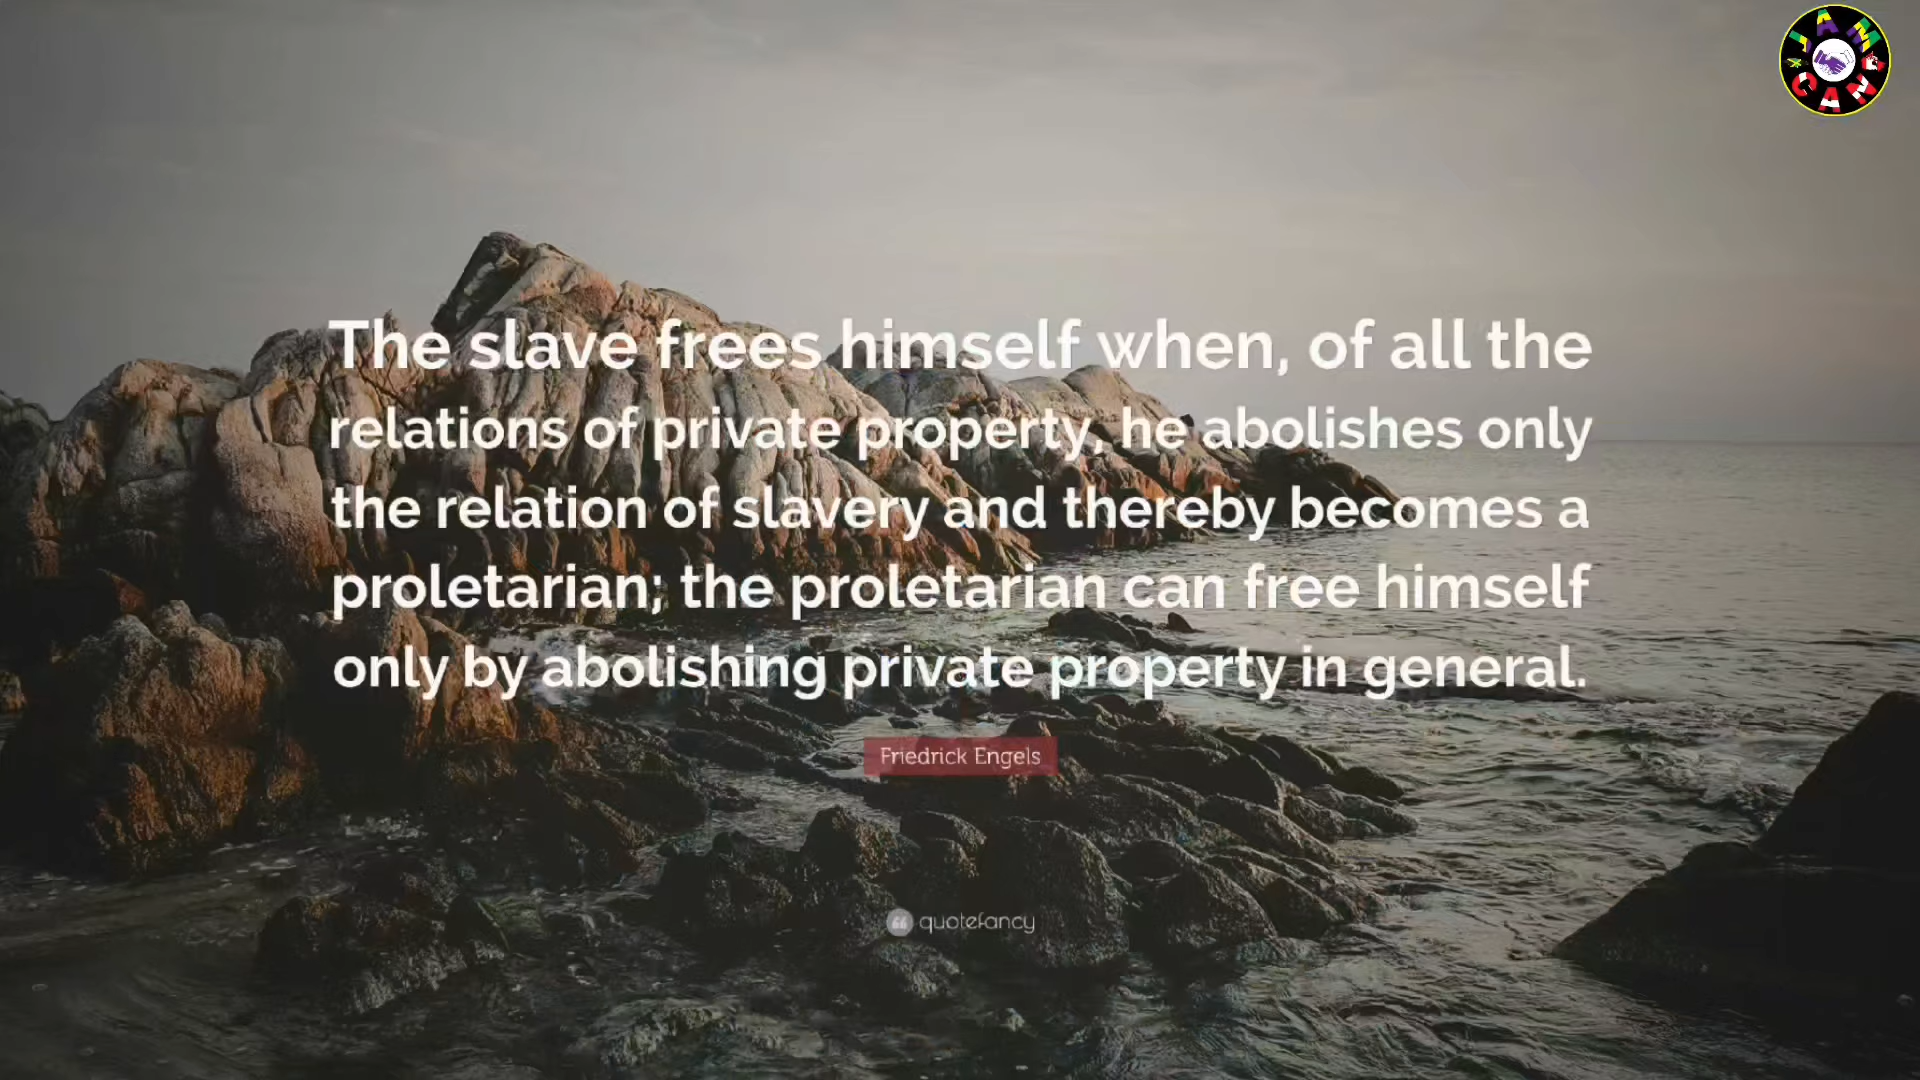 JAM
CAN
The slave frees himself when, of all the
relations of private property, he abolishes only
the relation of slavery and thereby becomes a
proletarian; the proletarian can free himself
only by abolishing private property in general.
Friedrick Engels
quotefancy